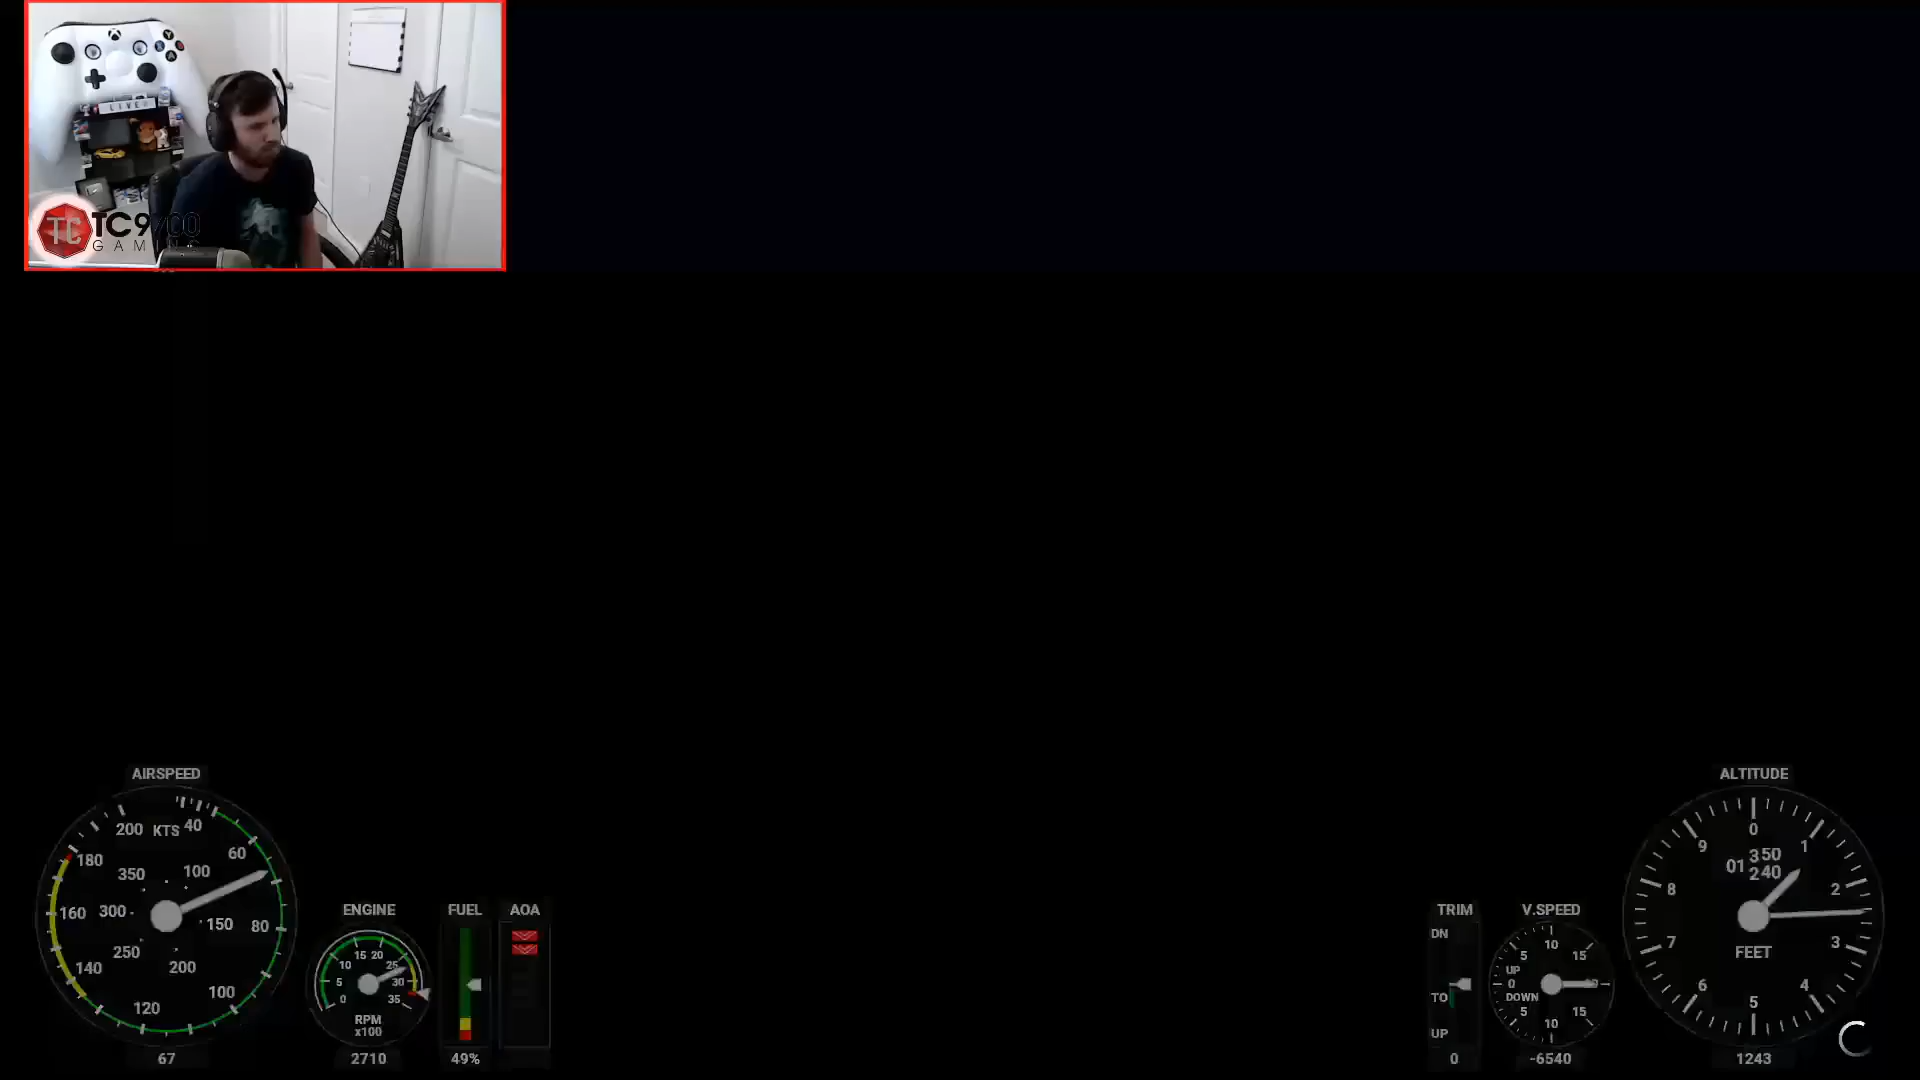 LIVE
TC9700
GAMING
AIRSPEED
200 KTS 40
60
180
350 100
160 300 150 80
250 200
140
100
120
67
ENGINE
15 20
10 25
5 30
0 35
RPM
x100
2710
FUEL
49%
AOA
TRIM
DN
TO
UP
0
V.SPEED
10
5 15
UP
0
DOWN
5 15
10
-6540
ALTITUDE
0
9 1
350
01
240
8 2
7 3
FEET
6 4
5
1243